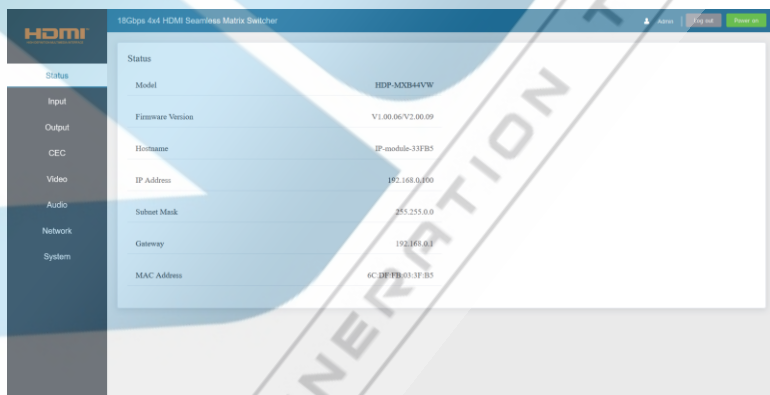 18Gbps 4x4 HDMI Seamless Matrix Switcher
Admin
Log out
Power on
HDMI
Status
Input
Output
CEC
Video
Audio
Network
System
Status
Model HDP-MXB44VW
Firmware Version V1.00.06/V2.00.09
Hostname IP-module-33FB5
IP Address 192.168.0.100
Subnet Mask 255.255.0.0
Gateway 192.168.0.1
MAC Address 6C:DF:FB:03:3F:B5
NERATION